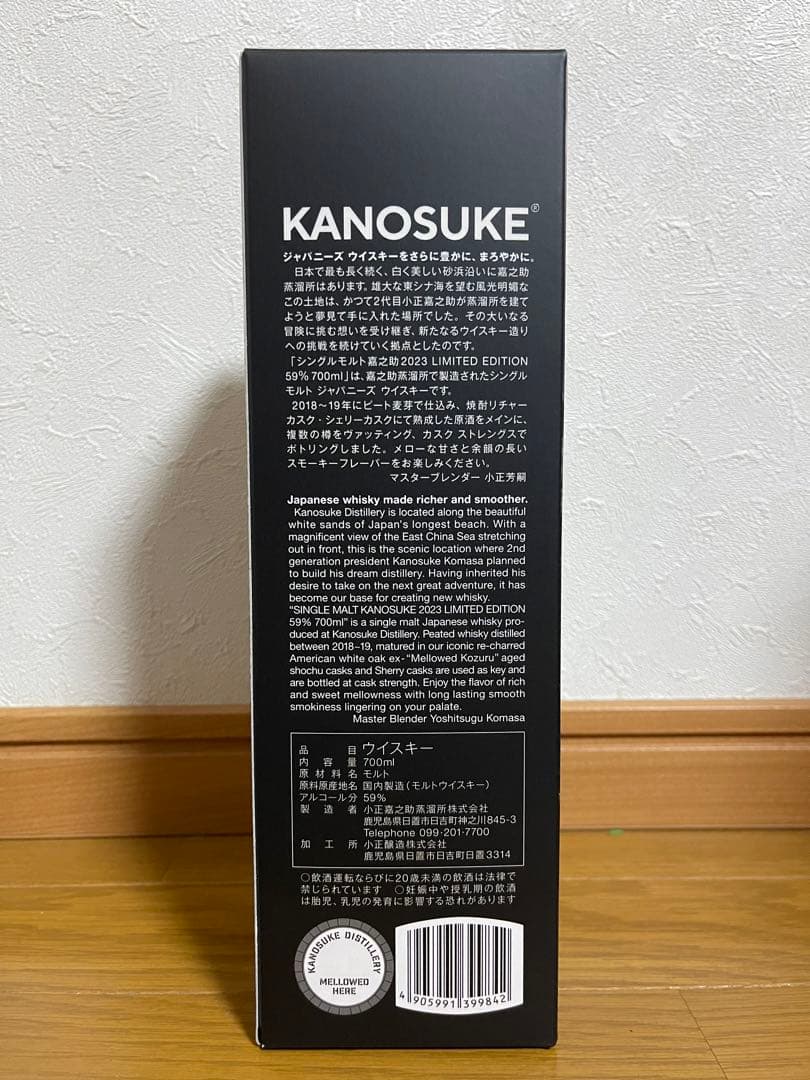 KANOSUKE®
ジャパニーズ ウイスキーをさらに豊かに、まろやかに。
日本で最も長く続く、白く美しい砂浜沿いに嘉之助
蒸溜所はあります。雄大な東シナ海を望む風光明媚な
この土地は、かつて2代目小正嘉之助が蒸溜所を建て
ようと夢見て手に入れた場所でした。その大いなる
冒険に挑む想いを受け継ぎ、新たなるウイスキー造り
への挑戦を続けていく拠点としたのです。
「シングルモルト嘉之助2023 LIMITED EDITION
59% 700ml」は、嘉之助蒸溜所で製造されたシングル
モルト ジャパニーズ ウイスキーです。
2018〜19年にピート麦芽で仕込み、焼酎リチャー
カスク・シェリーカスクにて熟成した原酒をメインに、
複数の樽をヴァッティング、カスク ストレングスで
ボトリングしました。メローな甘さと余韻の長い
スモーキーフレーバーをお楽しみください。
マスターブレンダー 小正芳嗣
Japanese whisky made richer and smoother.
Kanosuke Distillery is located along the beautiful
white sands of Japan's longest beach. With a
magnificent view of the East China Sea stretching
out in front, this is the scenic location where 2nd
generation president Kanosuke Komasa planned
to build his dream distillery. Having inherited his
desire to take on the next great adventure, it has
become our base for creating new whisky.
"SINGLE MALT KANOSUKE 2023 LIMITED EDITION
59% 700ml" is a single malt Japanese whisky pro-
duced at Kanosuke Distillery. Peated whisky distilled
between 2018–19, matured in our iconic re-charred
American white oak ex-"Mellowed Kozuru" aged
shochu casks and Sherry casks are used as key and
are bottled at cask strength. Enjoy the flavor of rich
and sweet mellowness with long lasting smooth
smokiness lingering on your palate.
Master Blender Yoshitsugu Komasa
品目 ウイスキー
内容量 700ml
原材料名 モルト
原料原産地名 国内製造（モルトウイスキー）
アルコール分 59%
製造者 小正嘉之助蒸溜所株式会社
鹿児島県日置市日吉町神之川845-3
Telephone 099-201-7700
加工所 小正醸造株式会社
鹿児島県日置市日吉町日置3314
○飲酒運転ならびに20歳未満の飲酒は法律で
禁じられています ○妊娠中や授乳期の飲酒
は胎児、乳児の発育に影響する恐れがあります
KANOSUKE DISTILLERY
MELLOWED
HERE
4 905991 399842